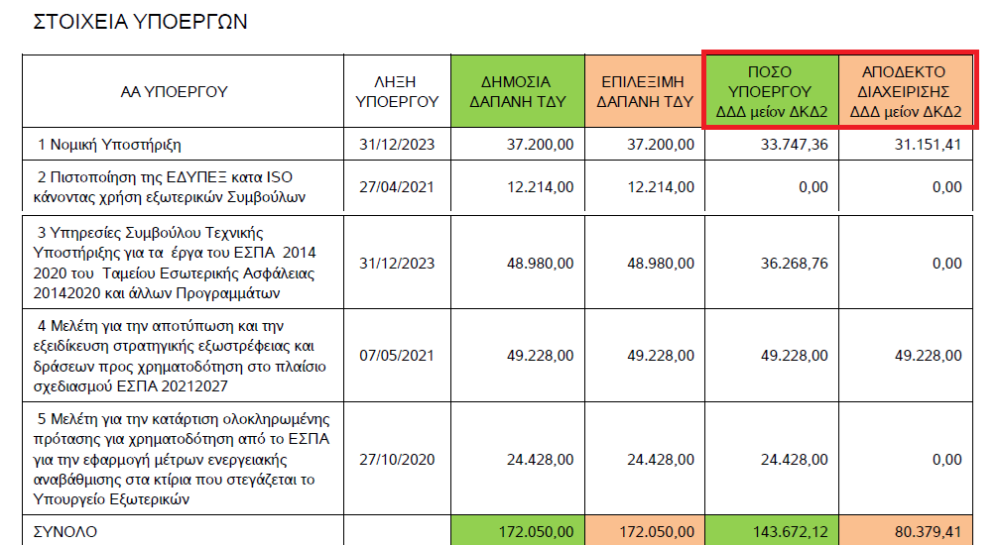 ΣΤΟΙΧΕΙΑ ΥΠΟΕΡΓΩΝ
ΑΑ ΥΠΟΕΡΓΟΥ
ΛΗΞΗ
ΥΠΟΕΡΓΟΥ
ΔΗΜΟΣΙΑ
ΔΑΠΑΝΗ ΤΔΥ
ΕΠΙΛΕΞΙΜΗ
ΔΑΠΑΝΗ ΤΔΥ
ΠΟΣΟ
ΥΠΟΕΡΓΟΥ
ΔΔΔ μείον ΔΚΔ2
ΑΠΟΔΕΚΤΟ
ΔΙΑΧΕΙΡΙΣΗΣ
ΔΔΔ μείον ΔΚΔ2
1 Νομική Υποστήριξη 31/12/2023 37.200,00 37.200,00 33.747,36 31.151,41
2 Πιστοποίηση της ΕΔΥΠΕΞ κατα ISO
κάνοντας χρήση εξωτερικών Συμβούλων
27/04/2021 12.214,00 12.214,00 0,00 0,00
3 Υπηρεσίες Συμβούλου Τεχνικής
Υποστήριξης για τα έργα του ΕΣΠΑ 2014
2020 του Ταμείου Εσωτερικής Ασφάλειας
20142020 και άλλων Προγραμμάτων
31/12/2023 48.980,00 48.980,00 36.268,76 0,00
4 Μελέτη για την αποτύπωση και την
εξειδίκευση στρατηγικής εξωστρέφειας και
δράσεων προς χρηματοδότηση στο πλαίσιο
σχεδιασμού ΕΣΠΑ 20212027
07/05/2021 49.228,00 49.228,00 49.228,00 49.228,00
5 Μελέτη για την κατάρτιση ολοκληρωμένης
πρότασης για χρηματοδότηση από το ΕΣΠΑ
για την εφαρμογή μέτρων ενεργειακής
αναβάθμισης στα κτίρια που στεγάζεται το
Υπουργείο Εξωτερικών
27/10/2020 24.428,00 24.428,00 24.428,00 0,00
ΣΥΝΟΛΟ 172.050,00 172.050,00 143.672,12 80.379,41